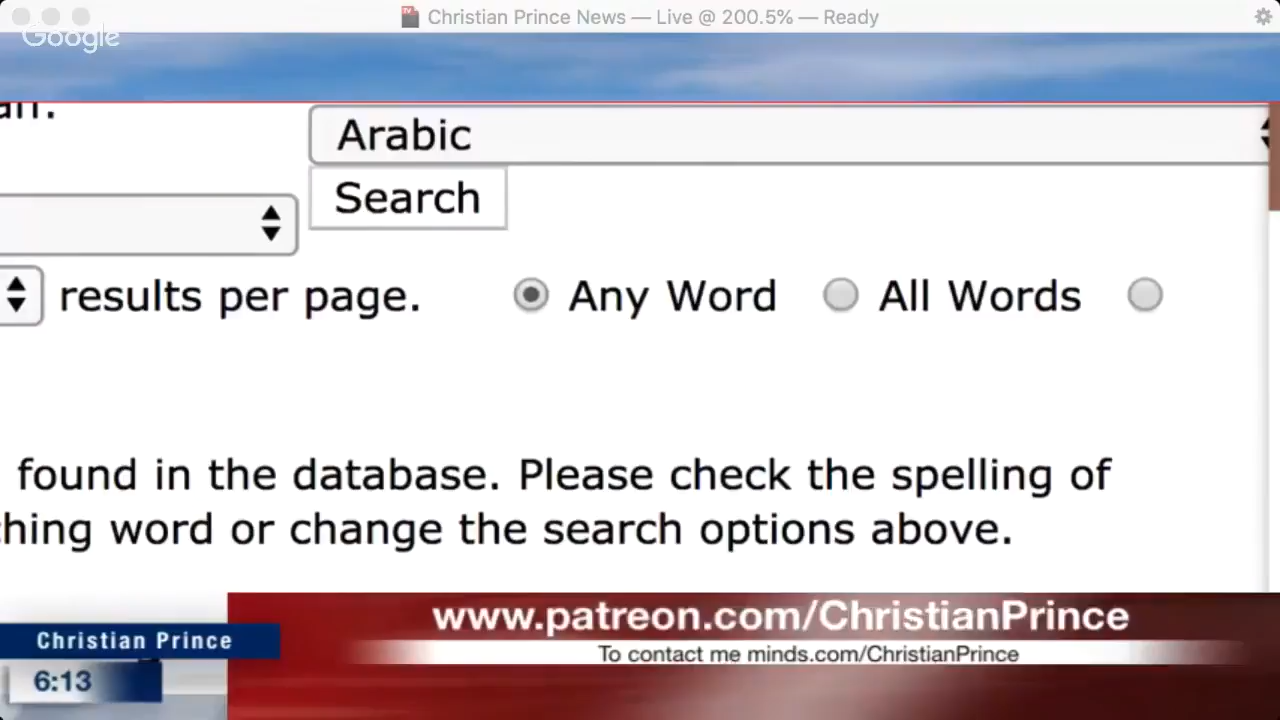 Christian Prince News — Live @ 200.5% — Ready
Google
an.
Arabic
Search
results per page.
Any Word
All Words
found in the database. Please check the spelling of
ching word or change the search options above.
www.patreon.com/ChristianPrince
To contact me minds.com/ChristianPrince
Christian Prince
6:13